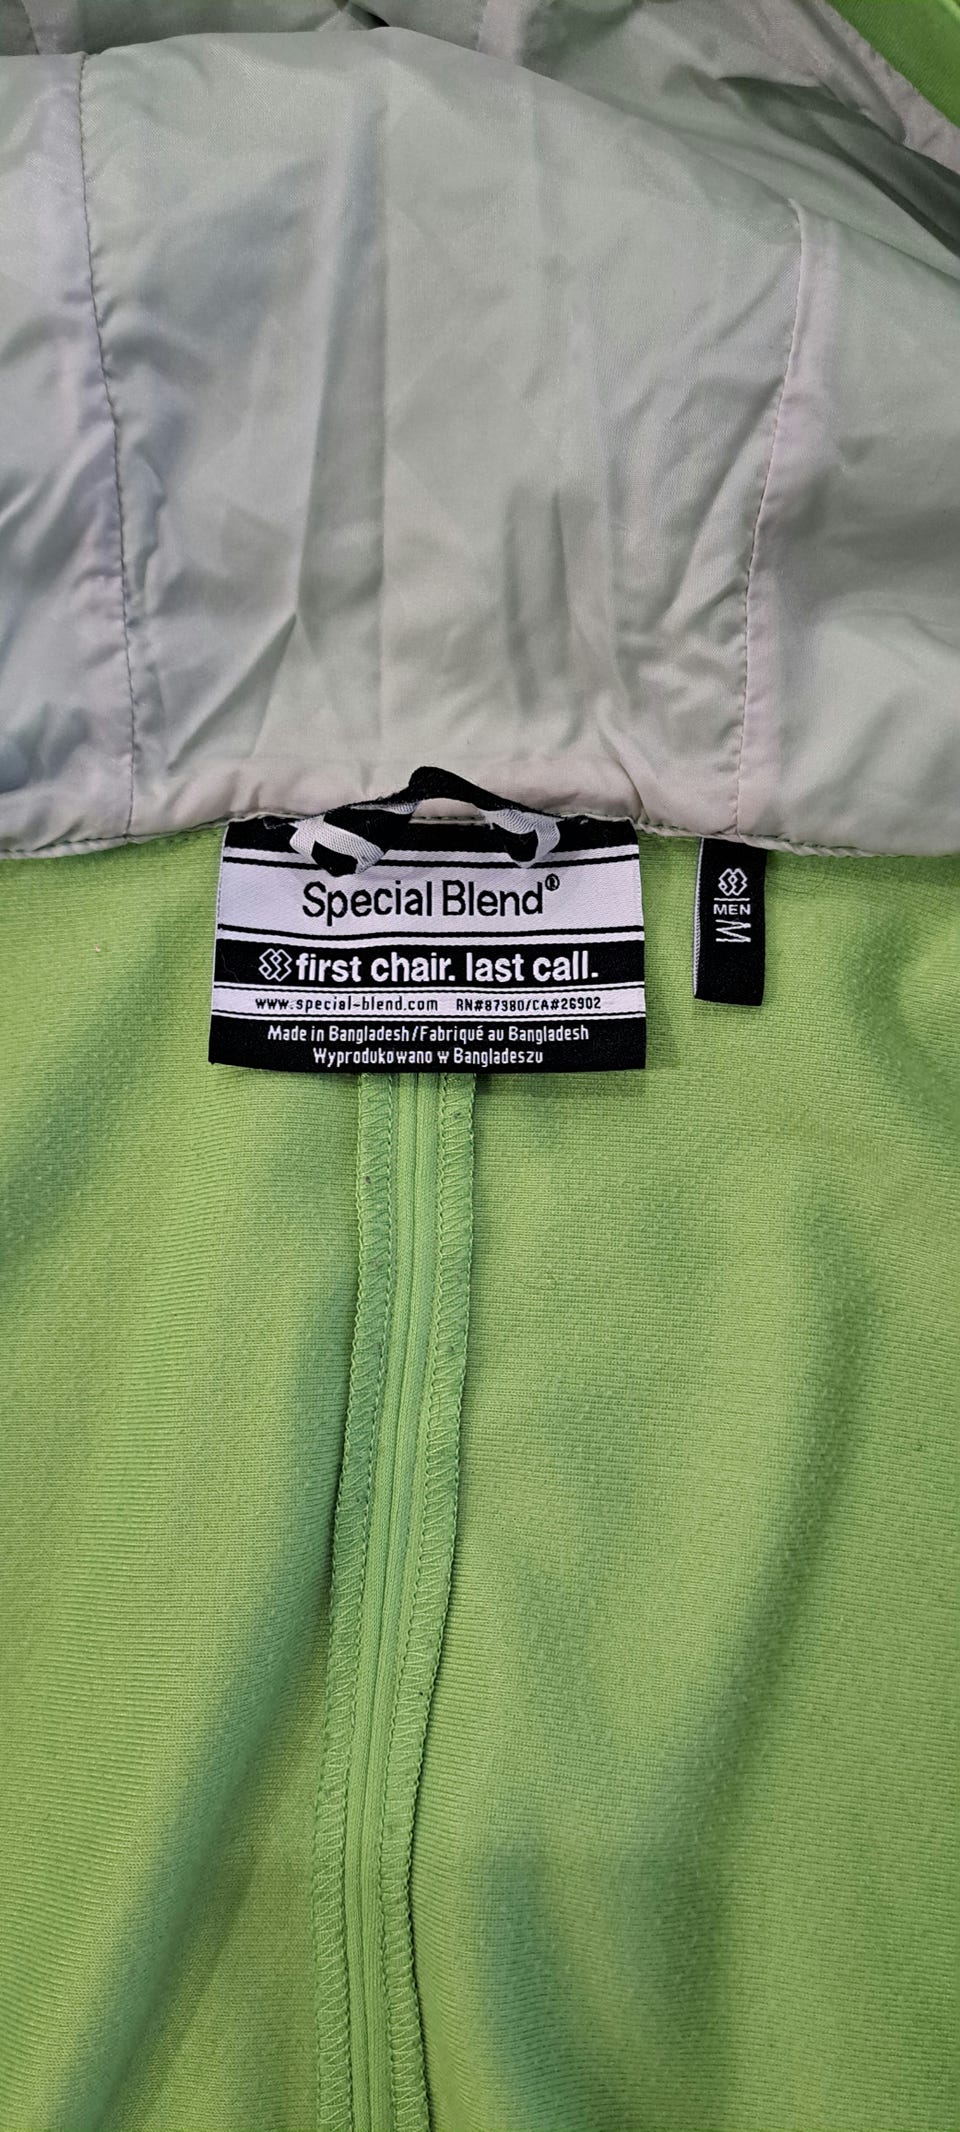 Special Blend®
first chair. last call.
www.special-blend.com RN#87380/CA#26902
Made in Bangladesh/Fabriqué au Bangladesh
Wyprodukowano w Bangladeszu
MEN
M